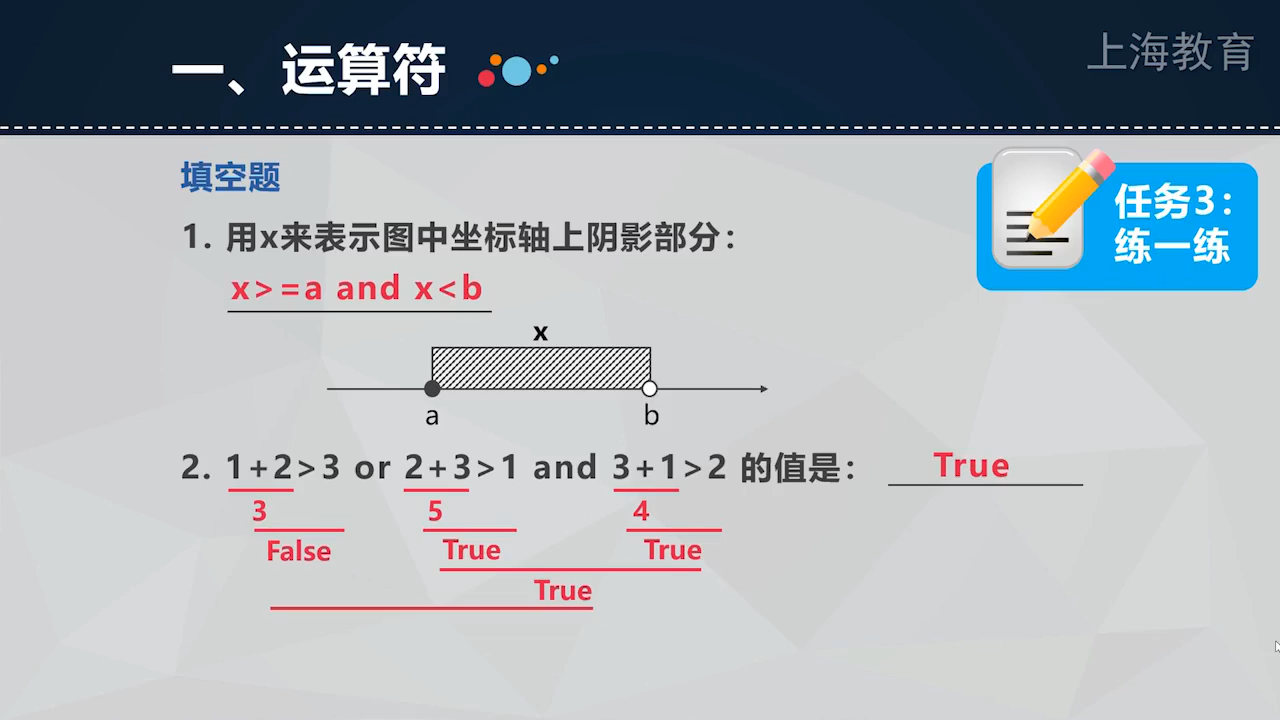 一、运算符
上海教育
填空题
任务3：
练一练
1. 用x来表示图中坐标轴上阴影部分：
x>=a and x<b
x
a
b
2. 1+2>3 or 2+3>1 and 3+1>2 的值是： True
3
5
4
False
True
True
True